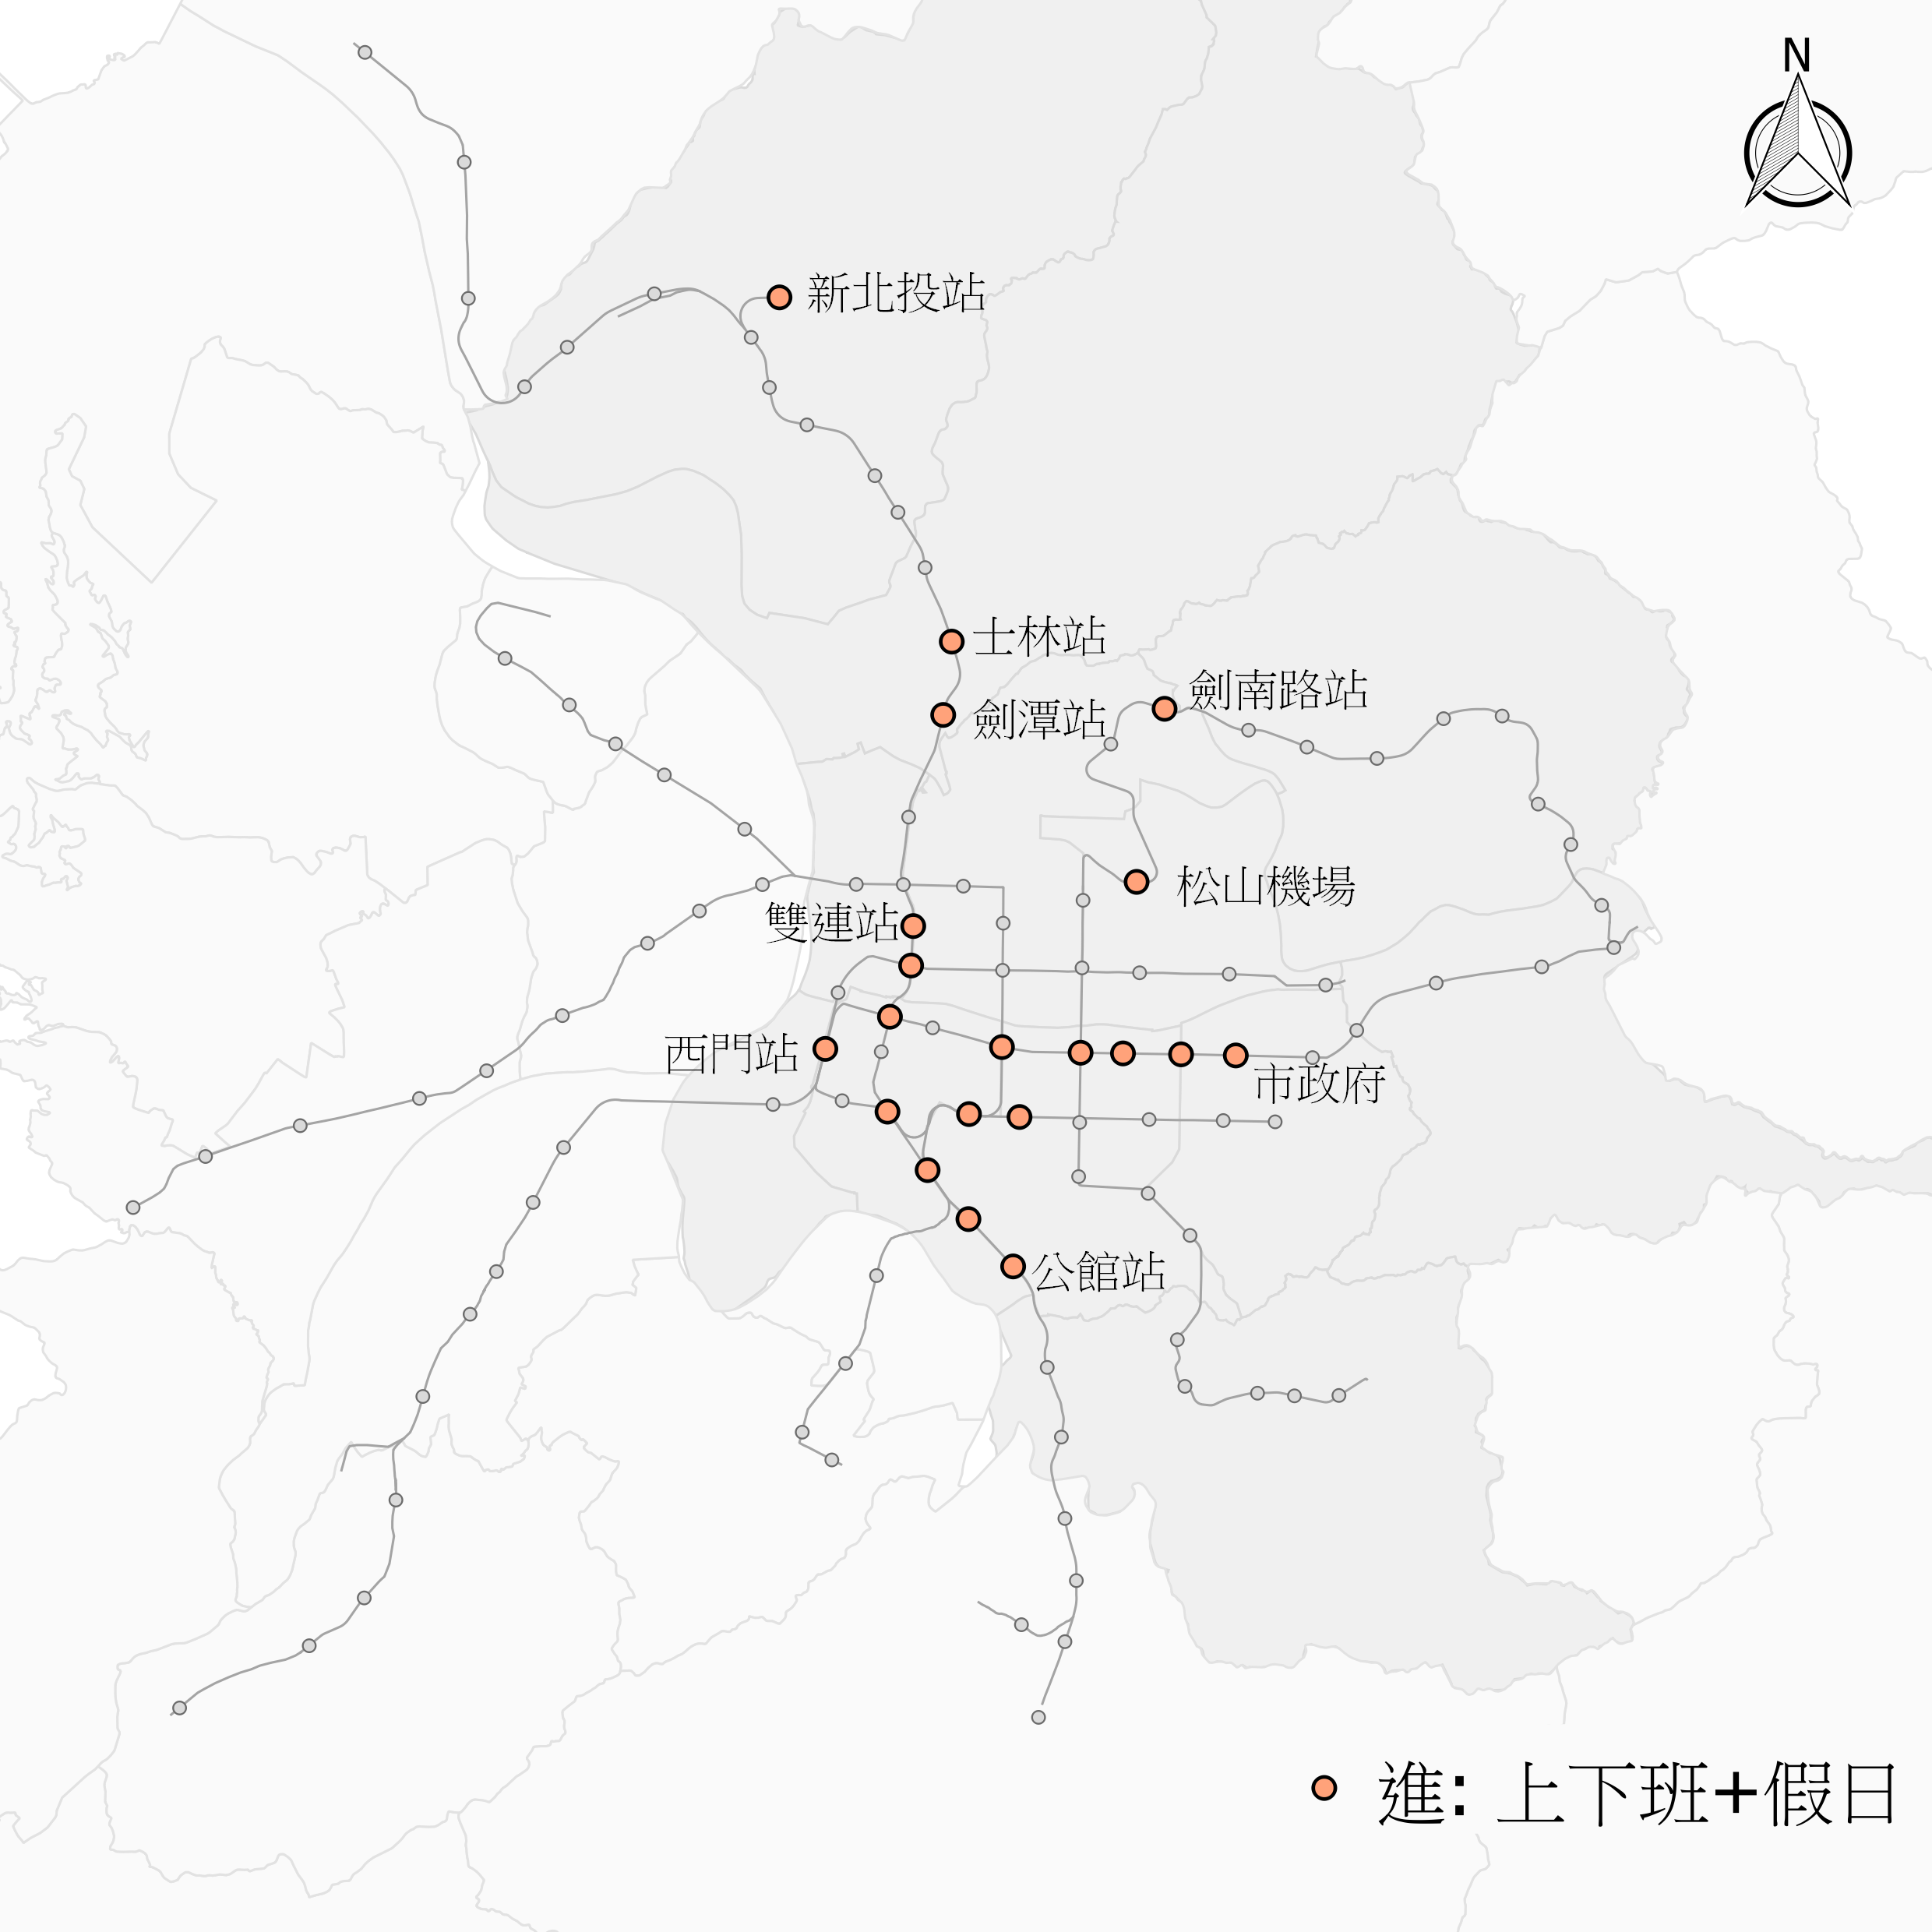 N
新北投站
士林站
劍南路站
劍潭站
松山機場
雙連站
西門站
市政府
公館站
進: 上下班+假日